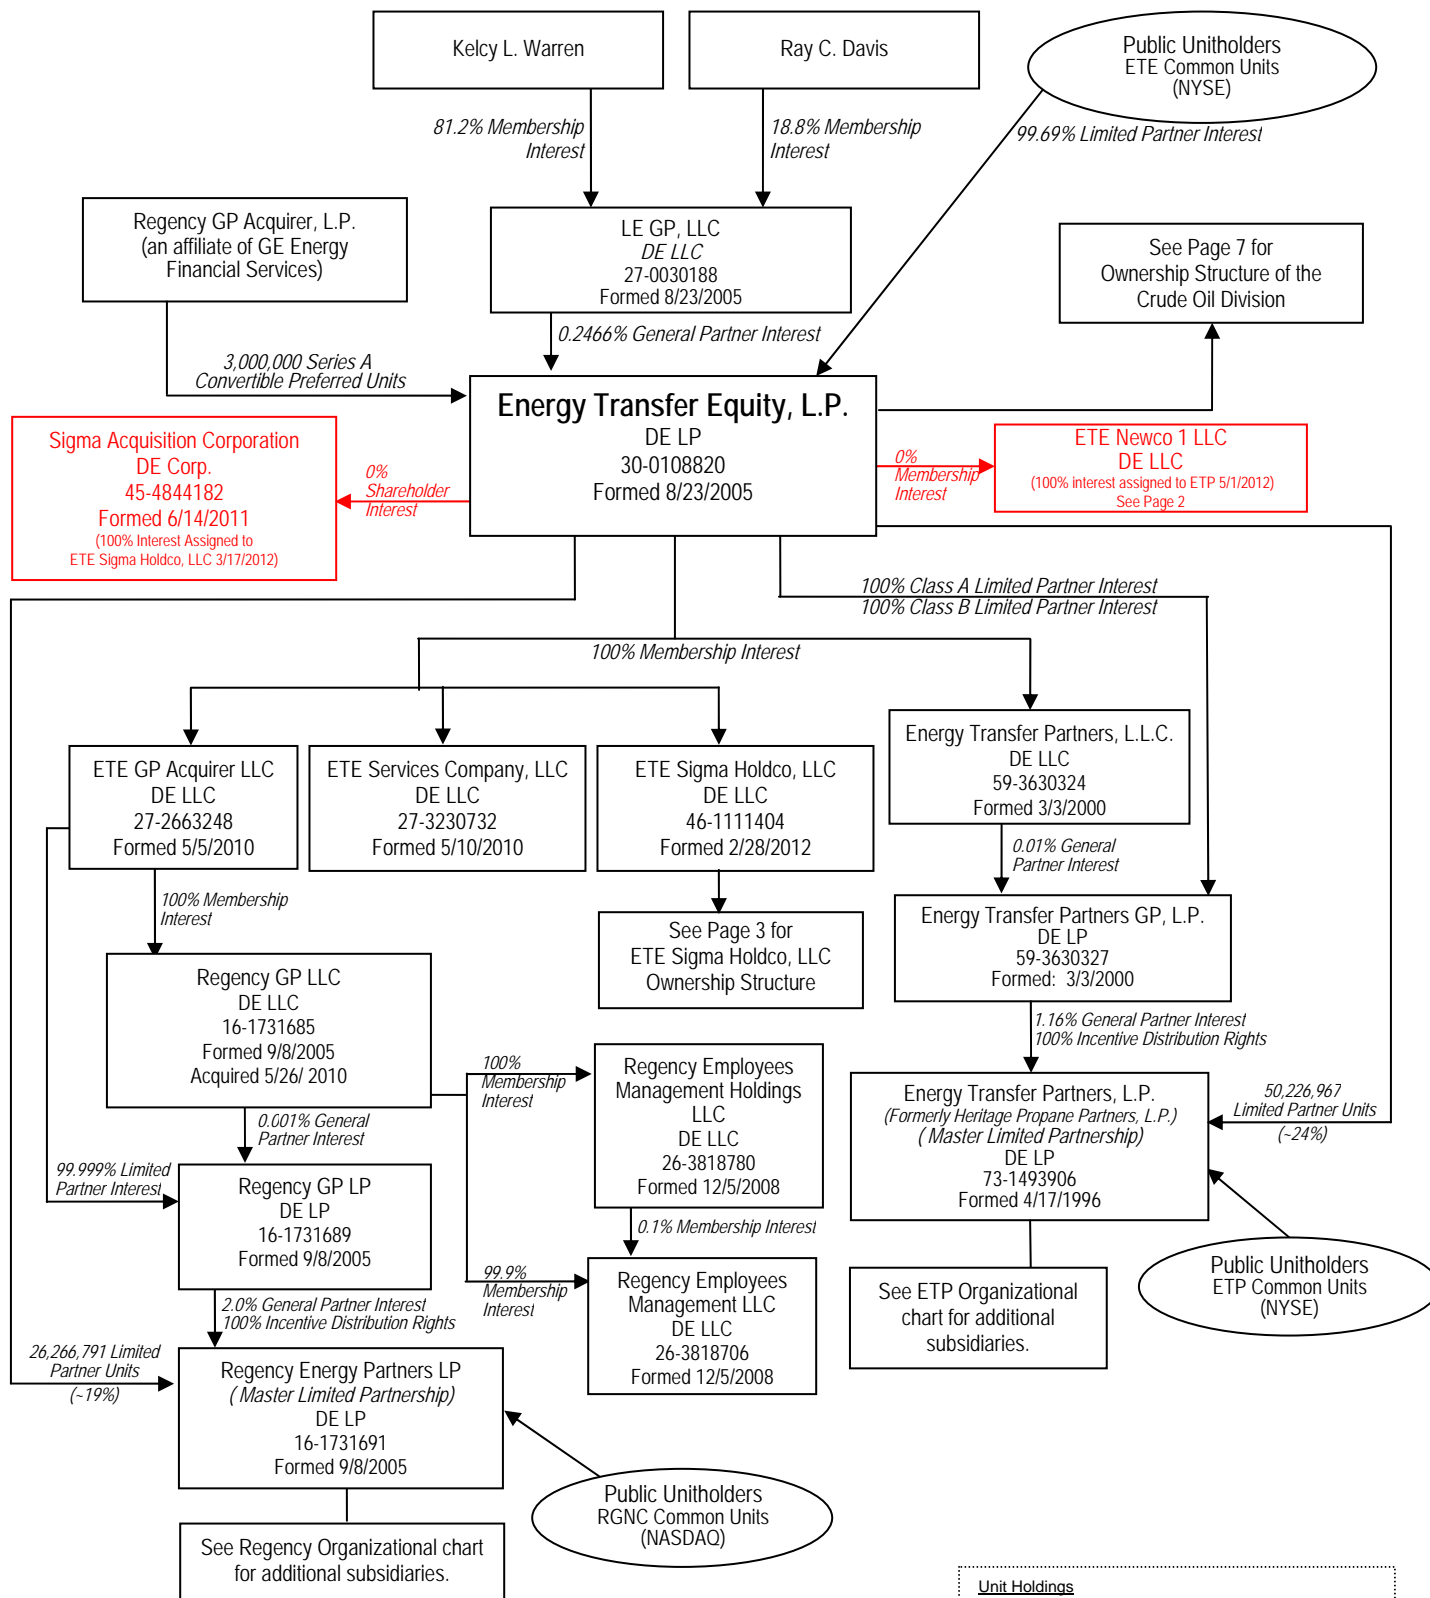 Kelcy L. Warren
Ray C. Davis
Public Unitholders
ETE Common Units
(NYSE)
81.2% Membership
Interest
18.8% Membership
Interest
99.69% Limited Partner Interest
Regency GP Acquirer, L.P.
(an affiliate of GE Energy
Financial Services)
LE GP, LLC
DE LLC
27-0030188
Formed 8/23/2005
See Page 7 for
Ownership Structure of the
Crude Oil Division
0.2466% General Partner Interest
3,000,000 Series A
Convertible Preferred Units
Energy Transfer Equity, L.P.
DE LP
30-0108820
Formed 8/23/2005
Sigma Acquisition Corporation
DE Corp.
45-4844182
Formed 6/14/2011
(100% Interest Assigned to
ETE Sigma Holdco, LLC 3/17/2012)
0%
Shareholder
Interest
0%
Membership
Interest
ETE Newco 1 LLC
DE LLC
(100% interest assigned to ETP 5/1/2012)
See Page 2
100% Class A Limited Partner Interest
100% Class B Limited Partner Interest
100% Membership Interest
ETE GP Acquirer LLC
DE LLC
27-2663248
Formed 5/5/2010
ETE Services Company, LLC
DE LLC
27-3230732
Formed 5/10/2010
ETE Sigma Holdco, LLC
DE LLC
46-1111404
Formed 2/28/2012
Energy Transfer Partners, L.L.C.
DE LLC
59-3630324
Formed 3/3/2000
0.01% General
Partner Interest
100% Membership
Interest
See Page 3 for
ETE Sigma Holdco, LLC
Ownership Structure
Energy Transfer Partners GP, L.P.
DE LP
59-3630327
Formed:  3/3/2000
Regency GP LLC
DE LLC
16-1731685
Formed 9/8/2005
Acquired 5/26/ 2010
1.16% General Partner Interest
100% Incentive Distribution Rights
100%
Membership
Interest
Regency Employees
Management Holdings
LLC
DE LLC
26-3818780
Formed 12/5/2008
Energy Transfer Partners, L.P.
(Formerly Heritage Propane Partners, L.P.)
( Master Limited Partnership)
DE LP
73-1493906
Formed 4/17/1996
50,226,967
Limited Partner Units
(~24%)
0.001% General
Partner Interest
99.999% Limited
Partner Interest
Regency GP LP
DE LP
16-1731689
Formed 9/8/2005
0.1% Membership Interest
99.9%
Membership
Interest
Regency Employees
Management LLC
DE LLC
26-3818706
Formed 12/5/2008
See ETP Organizational
chart for additional
subsidiaries.
Public Unitholders
ETP Common Units
(NYSE)
2.0% General Partner Interest
100% Incentive Distribution Rights
26,266,791 Limited
Partner Units
(~19%)
Regency Energy Partners LP
( Master Limited Partnership)
DE LP
16-1731691
Formed 9/8/2005
Public Unitholders
RGNC Common Units
(NASDAQ)
See Regency Organizational chart
for additional subsidiaries.
Unit Holdings